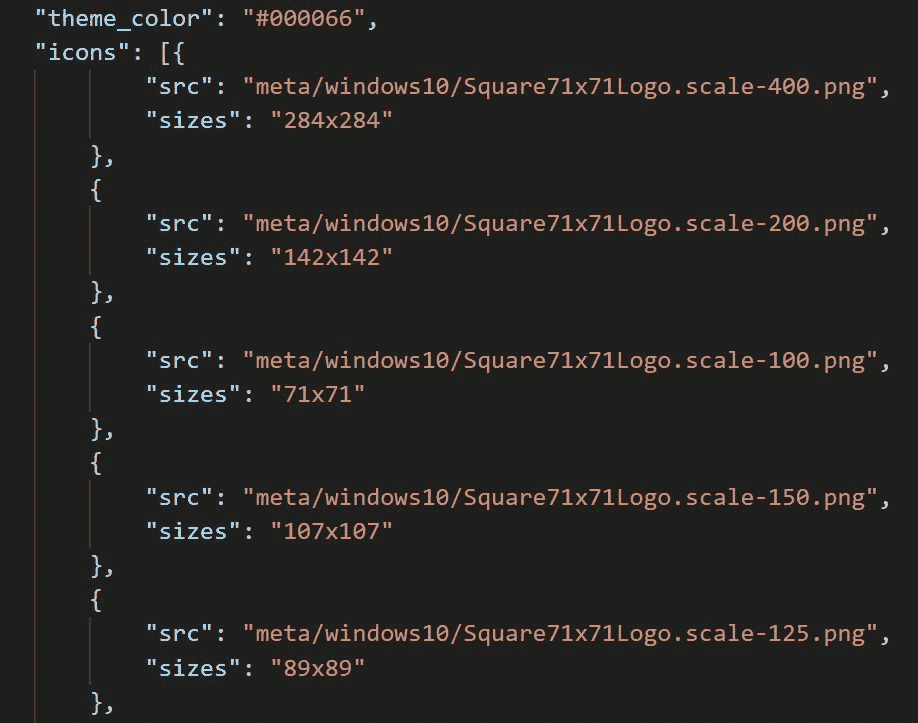 "theme_color": "#000066",
"icons": [{
"src": "meta/windows10/Square71x71Logo.scale-400.png",
"sizes": "284x284"
},
{
"src": "meta/windows10/Square71x71Logo.scale-200.png",
"sizes": "142x142"
},
{
"src": "meta/windows10/Square71x71Logo.scale-100.png",
"sizes": "71x71"
},
{
"src": "meta/windows10/Square71x71Logo.scale-150.png",
"sizes": "107x107"
},
{
"src": "meta/windows10/Square71x71Logo.scale-125.png",
"sizes": "89x89"
},